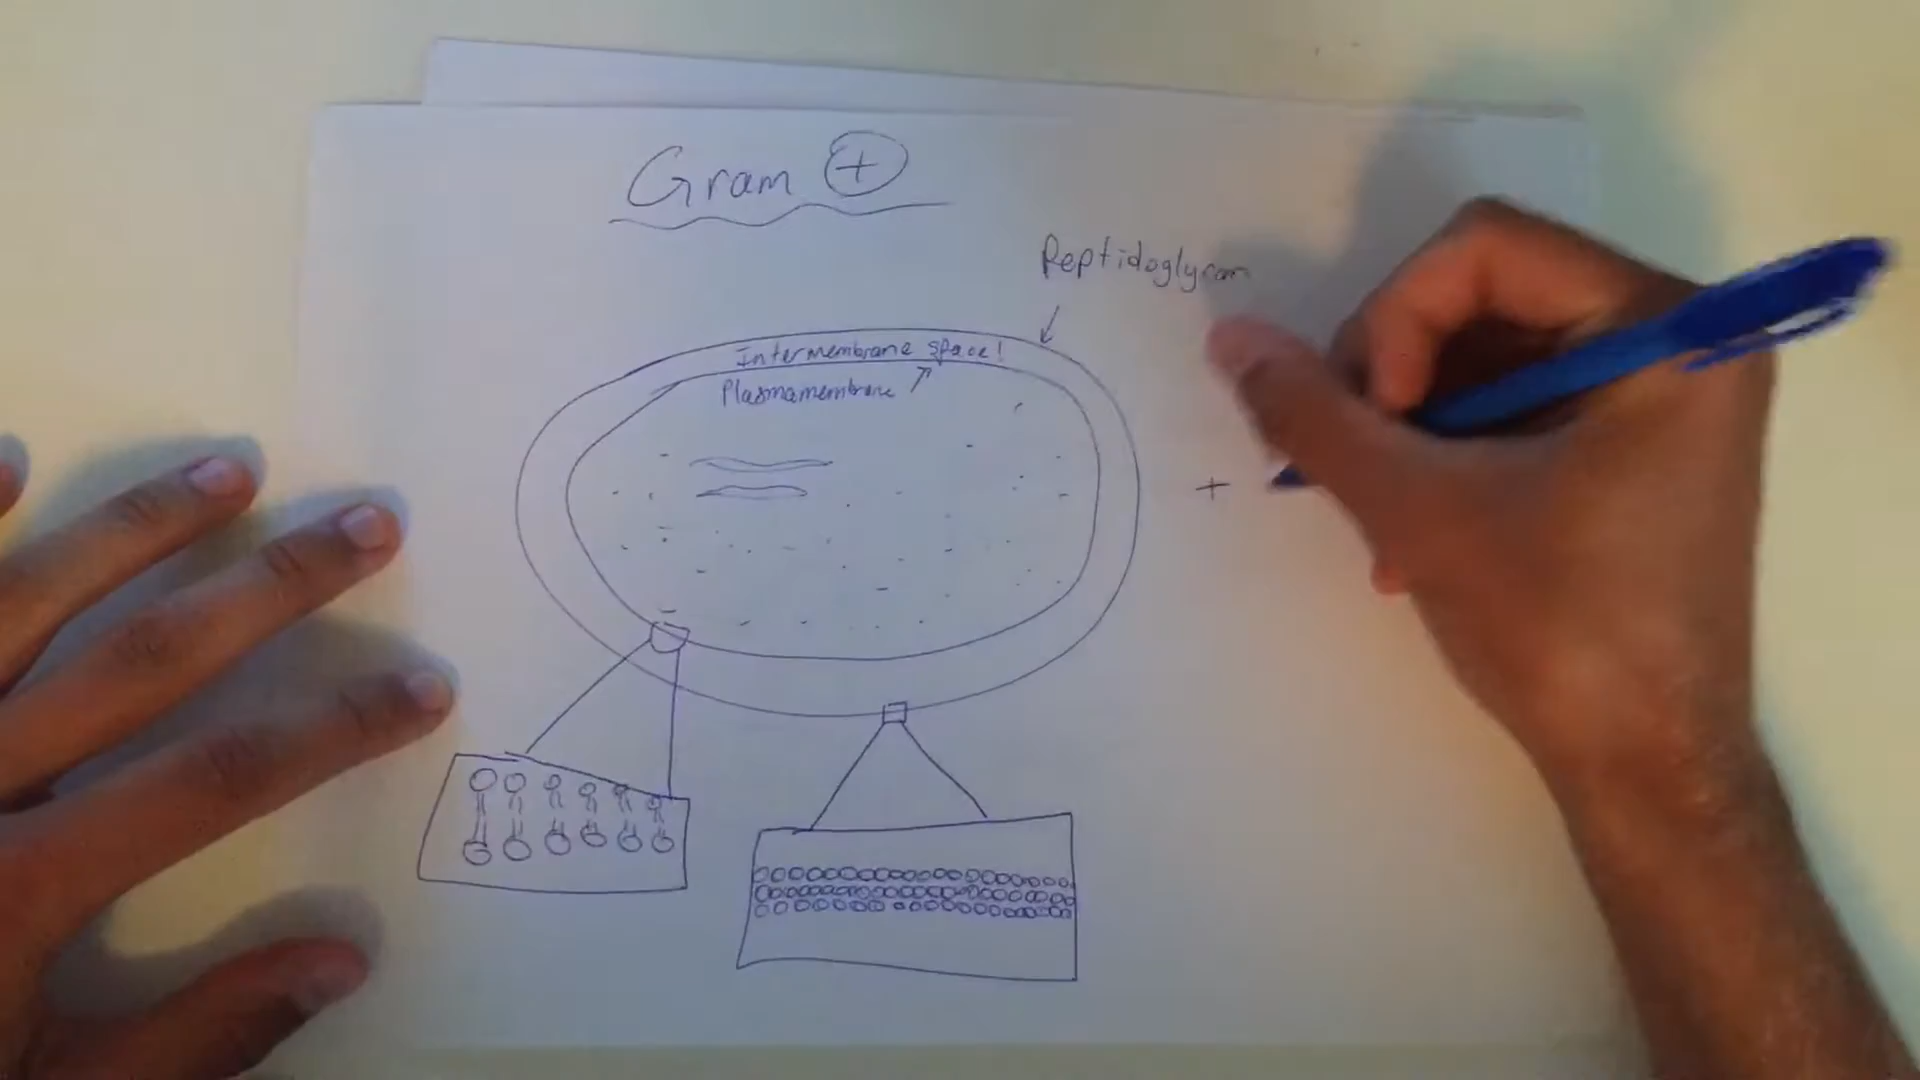 Gram +
Peptidoglycan
Intermembrane space!
Plasmamembrane
+